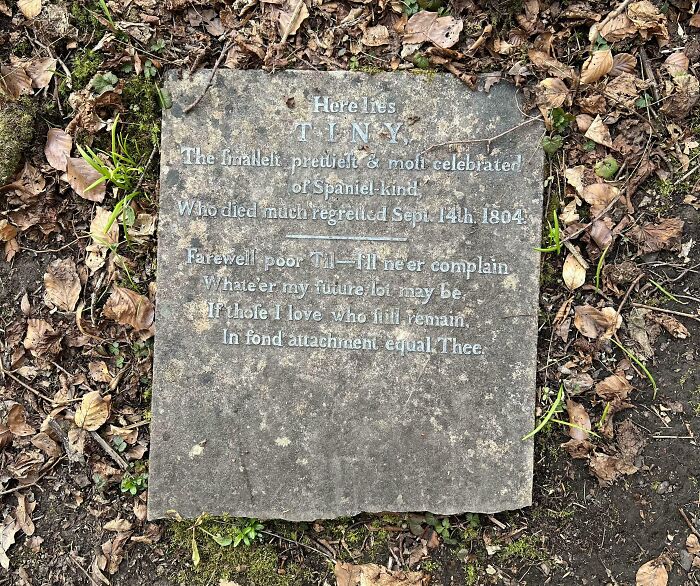 Here lies
TINY,
The ſmalleſt, prettieſt & moſt celebrated
of Spaniel-kind
Who died much regretted Sept. 14th. 1804.
Farewell poor Til—I'll ne'er complain
Whate'er my future lot may be,
If thoſe I love who ſtill remain,
In fond attachment equal Thee.